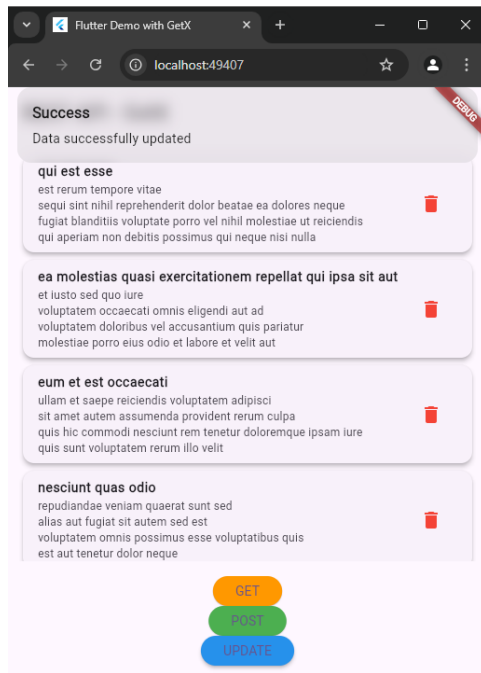 Flutter Demo with GetX
localhost:49407
DEBUG
Success
Data successfully updated
qui est esse
est rerum tempore vitae
sequi sint nihil reprehenderit dolor beatae ea dolores neque
fugiat blanditiis voluptate porro vel nihil molestiae ut reiciendis
qui aperiam non debitis possimus qui neque nisi nulla
ea molestias quasi exercitationem repellat qui ipsa sit aut
et iusto sed quo iure
voluptatem occaecati omnis eligendi aut ad
voluptatem doloribus vel accusantium quis pariatur
molestiae porro eius odio et labore et velit aut
eum et est occaecati
ullam et saepe reiciendis voluptatem adipisci
sit amet autem assumenda provident rerum culpa
quis hic commodi nesciunt rem tenetur doloremque ipsam iure
quis sunt voluptatem rerum illo velit
nesciunt quas odio
repudiandae veniam quaerat sunt sed
alias aut fugiat sit autem sed est
voluptatem omnis possimus esse voluptatibus quis
est aut tenetur dolor neque
GET
POST
UPDATE